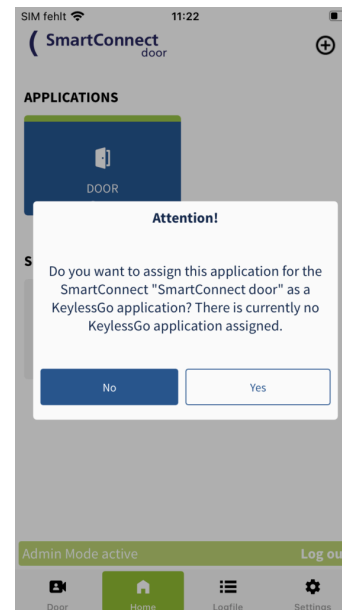 SIM fehlt 11:22
SmartConnect
door
APPLICATIONS
DOOR
S
Attention!
Do you want to assign this application for the
SmartConnect "SmartConnect door" as a
KeylessGo application? There is currently no
KeylessGo application assigned.
No Yes
Admin Mode active Log ou
Door Home Logfile Settings